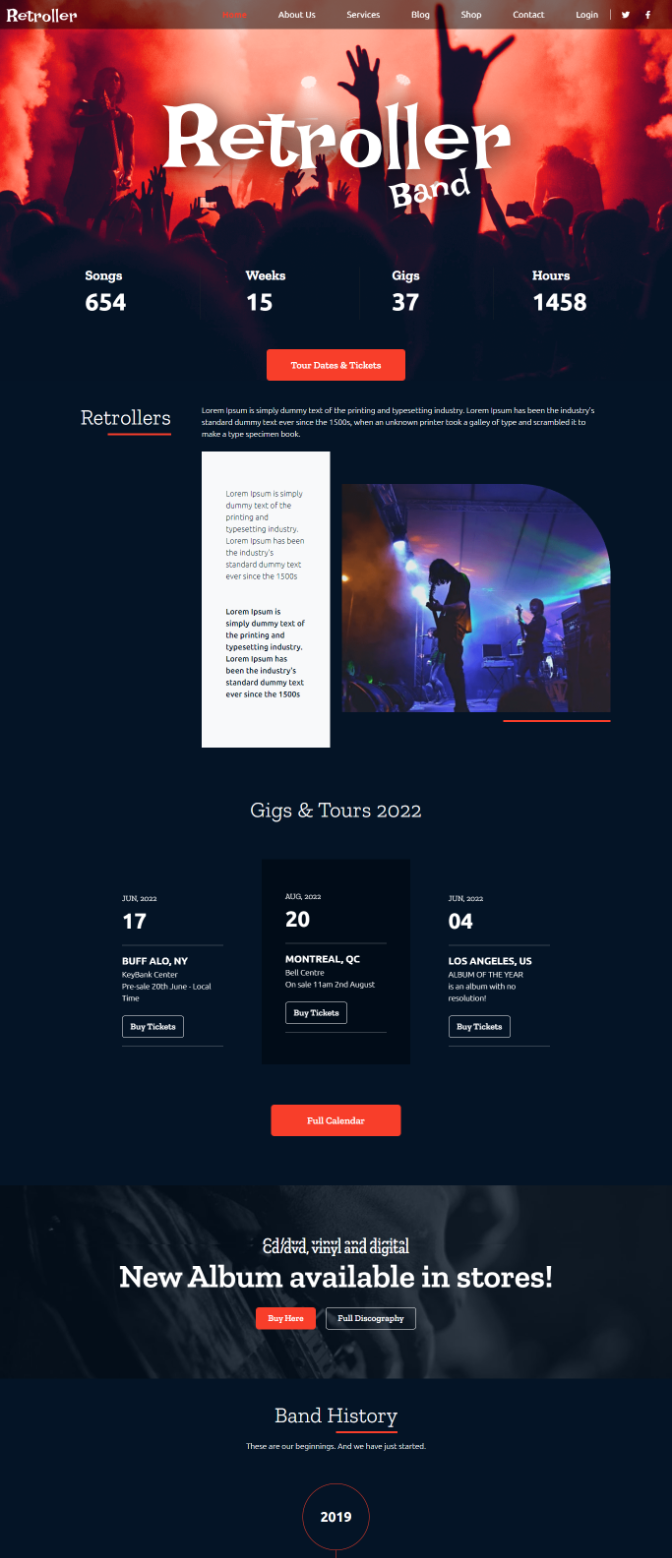 Retroller
Home About Us Services Blog Shop Contact Login
Retroller
Band
Songs Weeks Gigs Hours
654 15 37 1458
Tour Dates & Tickets
Retrollers
Lorem Ipsum is simply dummy text of the printing and typesetting industry. Lorem Ipsum has been the industry's
standard dummy text ever since the 1500s, when an unknown printer took a galley of type and scrambled it to
make a type specimen book.
Lorem Ipsum is simply
dummy text of the
printing and
typesetting industry.
Lorem Ipsum has been
the industry's
standard dummy text
ever since the 1500s
Lorem Ipsum is
simply dummy text of
the printing and
typesetting industry.
Lorem Ipsum has
been the industry's
standard dummy text
ever since the 1500s
Gigs & Tours 2022
JUN, 2022
17
BUFF ALO, NY
KeyBank Center
Pre-sale 20th June - Local
Time
Buy Tickets
AUG, 2022
20
MONTREAL, QC
Bell Centre
On sale 11am 2nd August
Buy Tickets
JUN, 2022
04
LOS ANGELES, US
ALBUM OF THE YEAR
is an album with no
resolution!
Buy Tickets
Full Calendar
Cd/dvd, vinyl and digital
New Album available in stores!
Buy Here Full Discography
Band History
These are our beginnings. And we have just started.
2019